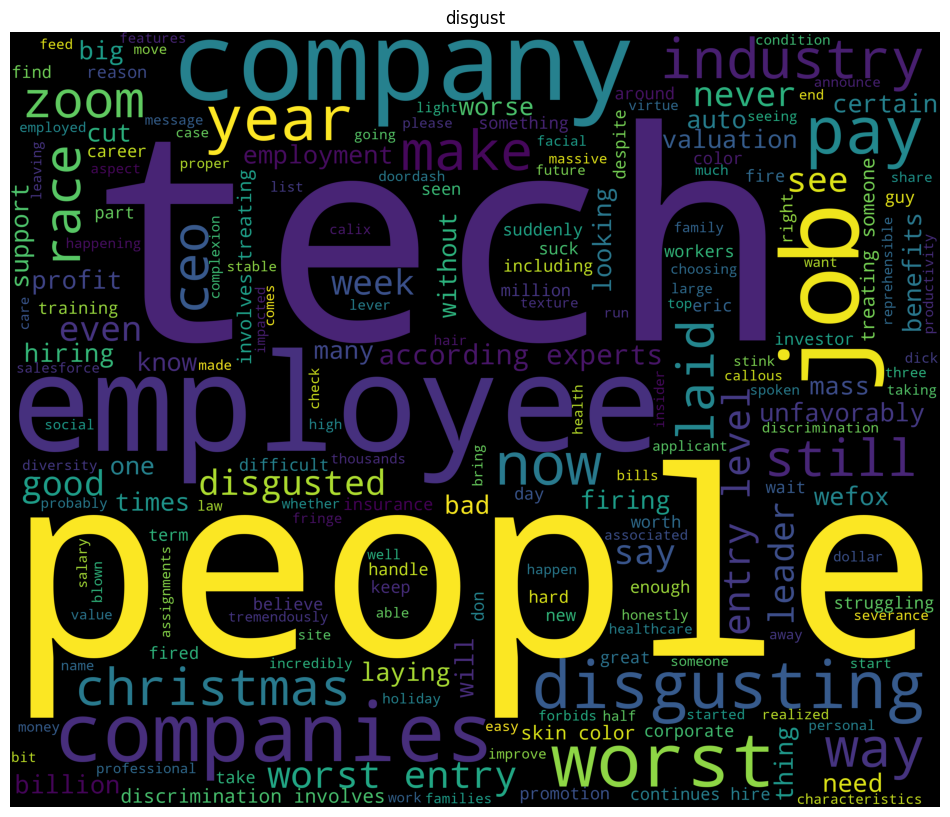 disgust
feed
features
big
move
find
reason
company
industry
condition
announce
around
light
worse
never
end
virtue
seeing
certain
zoom
year
message
employed
cut
case
going
please
something
facial
auto
pay
career
proper
employment
make
massive
despite
valuation
color
leaving
aspect
race
doordash
seen
future
much
fire
see
share
list
guy
support
part
ceo
complexion
involves treating
tech
calix
without
suddenly
suck
looking
family
workers
right
job
treating someone
reprehensible
benefits
productivity
happening
stable
including
choosing
want
profit
week
million
large
care
training
impacted
comes
lever
texture
top
eric
even
run
investor
hiring
know
made
many
according experts
hair
laid
stink
dick
three
salesforce
check
insider
callous
mass
taking
employee
spoken
unfavorably
social
high
health
level
discrimination
applicant
diversity
one
difficult
thousands
bring
now
still
good
disgusted
bills
wait
wefox
probably
times
whether
insurance
bad
day
firing
worth
law
fringe
associated
entry
leader
term
people
say
salary
blown
assignments
well
happen
dollar
handle
enough
value
believe
keep
don
hard
struggling
tremendously
able
new
honestly
severance
site
healthcare
away
fired
name
incredibly
laying
will
great
someone
start
christmas
holiday
disgusting
money
companies
easy
forbids
half
started
realized
skin color
corporate
personal
bit
professional
improve
worst
thing
way
billion
take
worst entry
need
discrimination involves
work
families
promotion
continues hire
characteristics